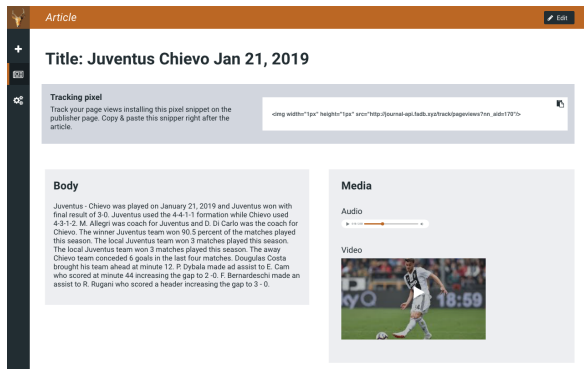 Article
Edit
Title: Juventus Chievo Jan 21, 2019
Tracking pixel
Track your page views installing this pixel snippet on the
publisher page. Copy & paste this snipper right after the
article.
<img width="1px" height="1px" src="http://journal-api.fadb.xyz/track/pageviews?nn_aid=179"/>
Body
Juventus - Chievo was played on January 21, 2019 and Juventus won with
final result of 3-0. Juventus used the 4-4-1-1 formation while Chievo used
4-3-1-2. M. Allegri was coach for Juventus and D. Di Carlo was the coach for
Chievo. The winner Juventus team won 90.5 percent of the matches played
this season. The local Juventus team won 3 matches played this season.
The local Juventus team won 3 matches played this season. The away
Chievo team conceded 6 goals in the last four matches. Dougulas Costa
brought his team ahead at minute 12. P. Dybala made ad assist to E. Cam
who scored at minute 44 increasing the gap to 2 -0. F. Bernardeschi made an
assist to R. Rugani who scored a header increasing the gap to 3 - 0.
Media
Audio
Video
18:59